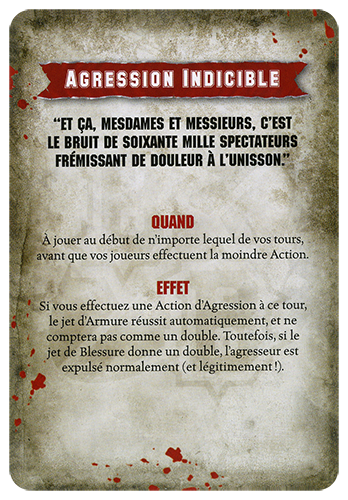 Agression Indicible
“ET ÇA, MESDAMES ET MESSIEURS, C’EST
LE BRUIT DE SOIXANTE MILLE SPECTATEURS
FRÉMISSANT DE DOULEUR À L’UNISSON.”
QUAND
À jouer au début de n’importe lequel de vos tours,
avant que vos joueurs effectuent la moindre Action.
EFFET
Si vous effectuez une Action d’Agression à ce tour,
le jet d’Armure réussit automatiquement, et ne
comptera pas comme un double. Toutefois, si le
jet de Blessure donne un double, l’agresseur est
expulsé normalement (et légitimement !).